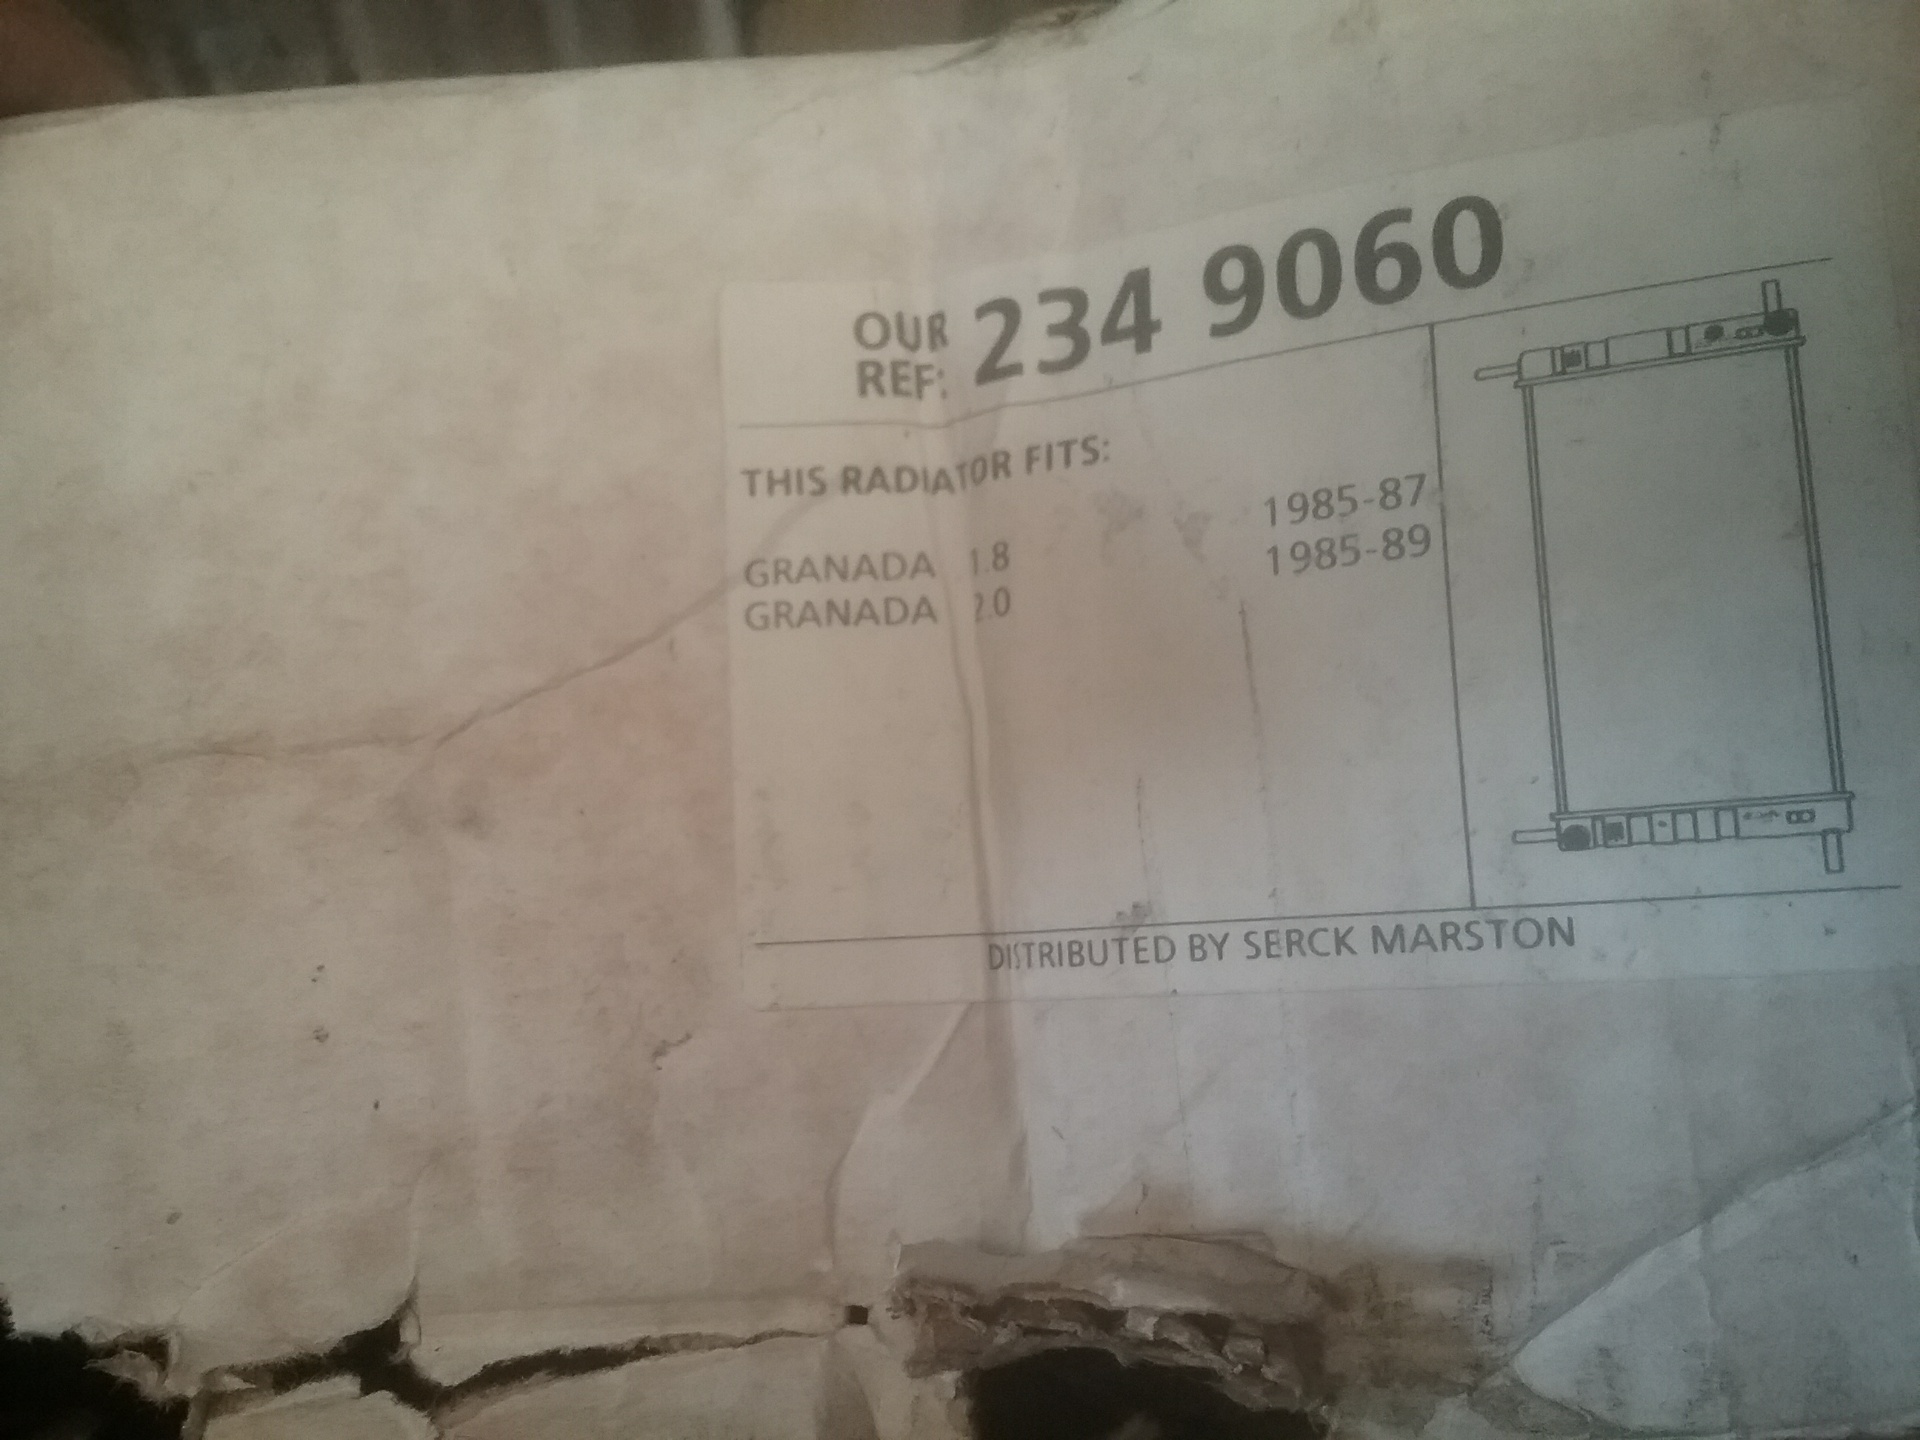 OUR REF: 234 9060
THIS RADIATOR FITS:
GRANADA 1.8 1985-87
GRANADA 2.0 1985-89
DISTRIBUTED BY SERCK MARSTON